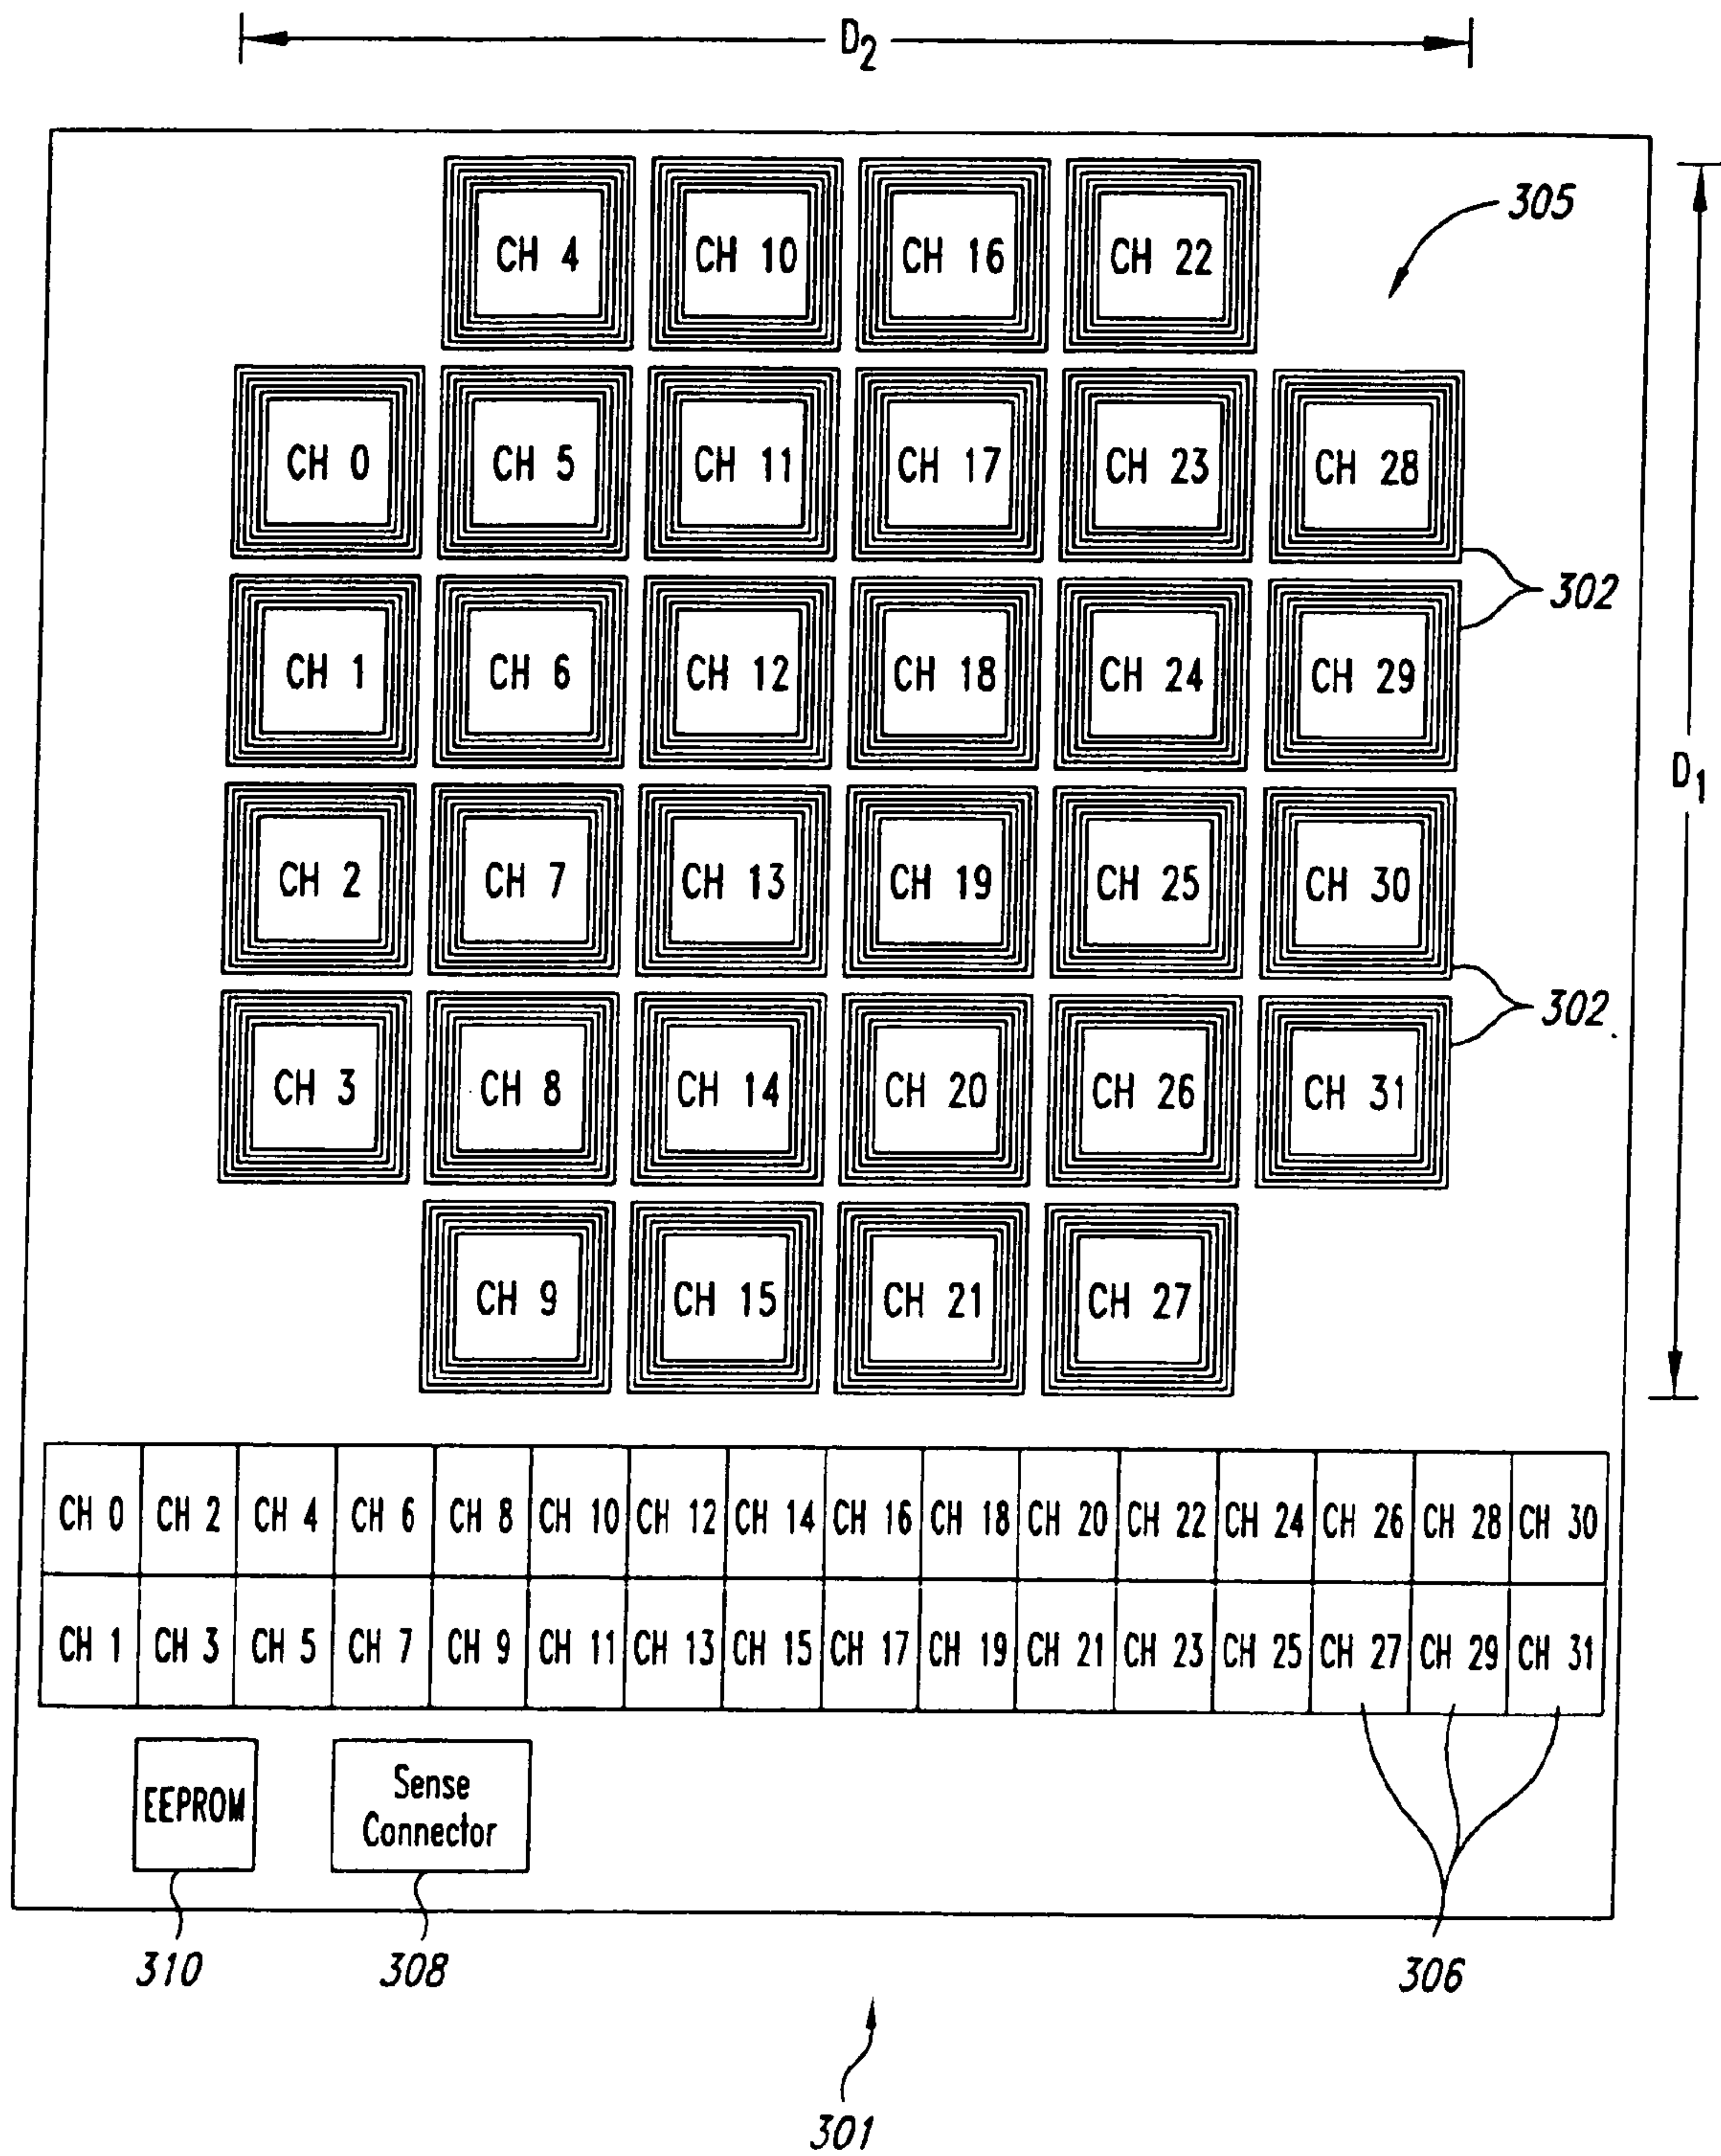 D2
305
CH 4 CH 10 CH 16 CH 22
CH 0 CH 5 CH 11 CH 17 CH 23 CH 28
302
CH 1 CH 6 CH 12 CH 18 CH 24 CH 29
D1
CH 2 CH 7 CH 13 CH 19 CH 25 CH 30
302
CH 3 CH 8 CH 14 CH 20 CH 26 CH 31
CH 9 CH 15 CH 21 CH 27
CH 0 CH 2 CH 4 CH 6 CH 8 CH 10 CH 12 CH 14 CH 16 CH 18 CH 20 CH 22 CH 24 CH 26 CH 28 CH 30
CH 1 CH 3 CH 5 CH 7 CH 9 CH 11 CH 13 CH 15 CH 17 CH 19 CH 21 CH 23 CH 25 CH 27 CH 29 CH 31
EEPROM
Sense
Connector
310 308 306
301